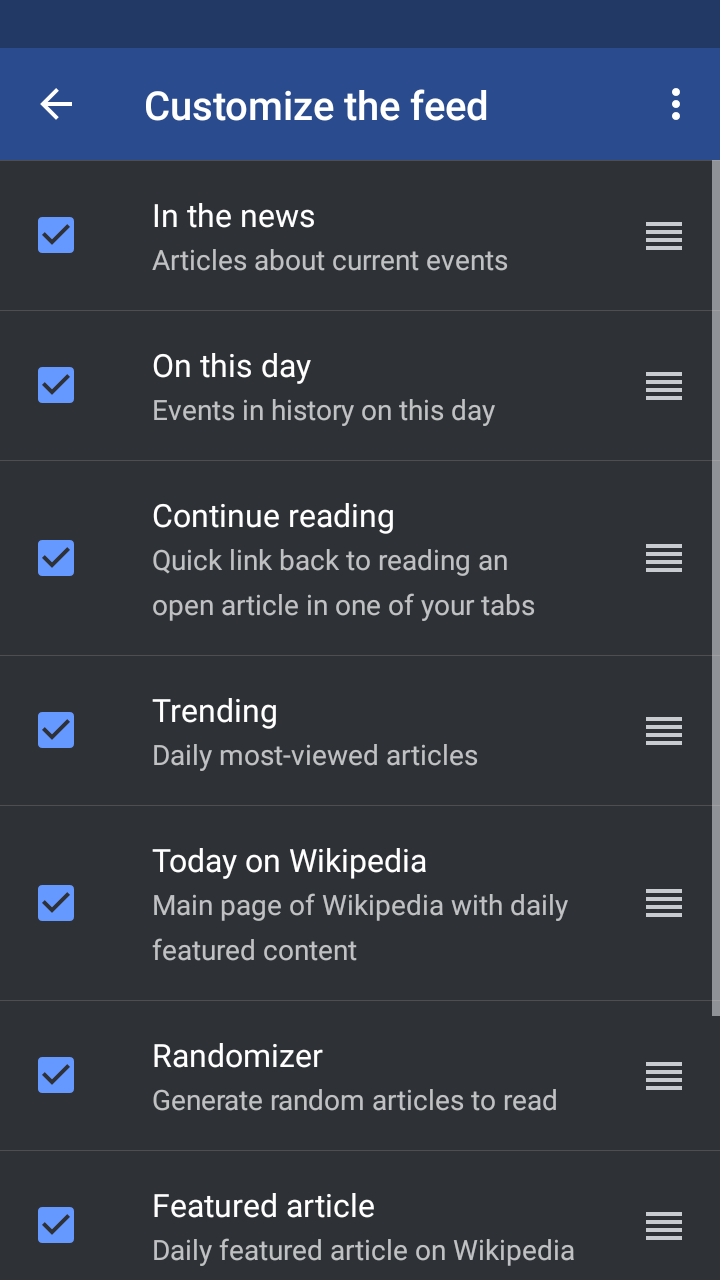 Customize the feed
In the news
Articles about current events
On this day
Events in history on this day
Continue reading
Quick link back to reading an
open article in one of your tabs
Trending
Daily most-viewed articles
Today on Wikipedia
Main page of Wikipedia with daily
featured content
Randomizer
Generate random articles to read
Featured article
Daily featured article on Wikipedia